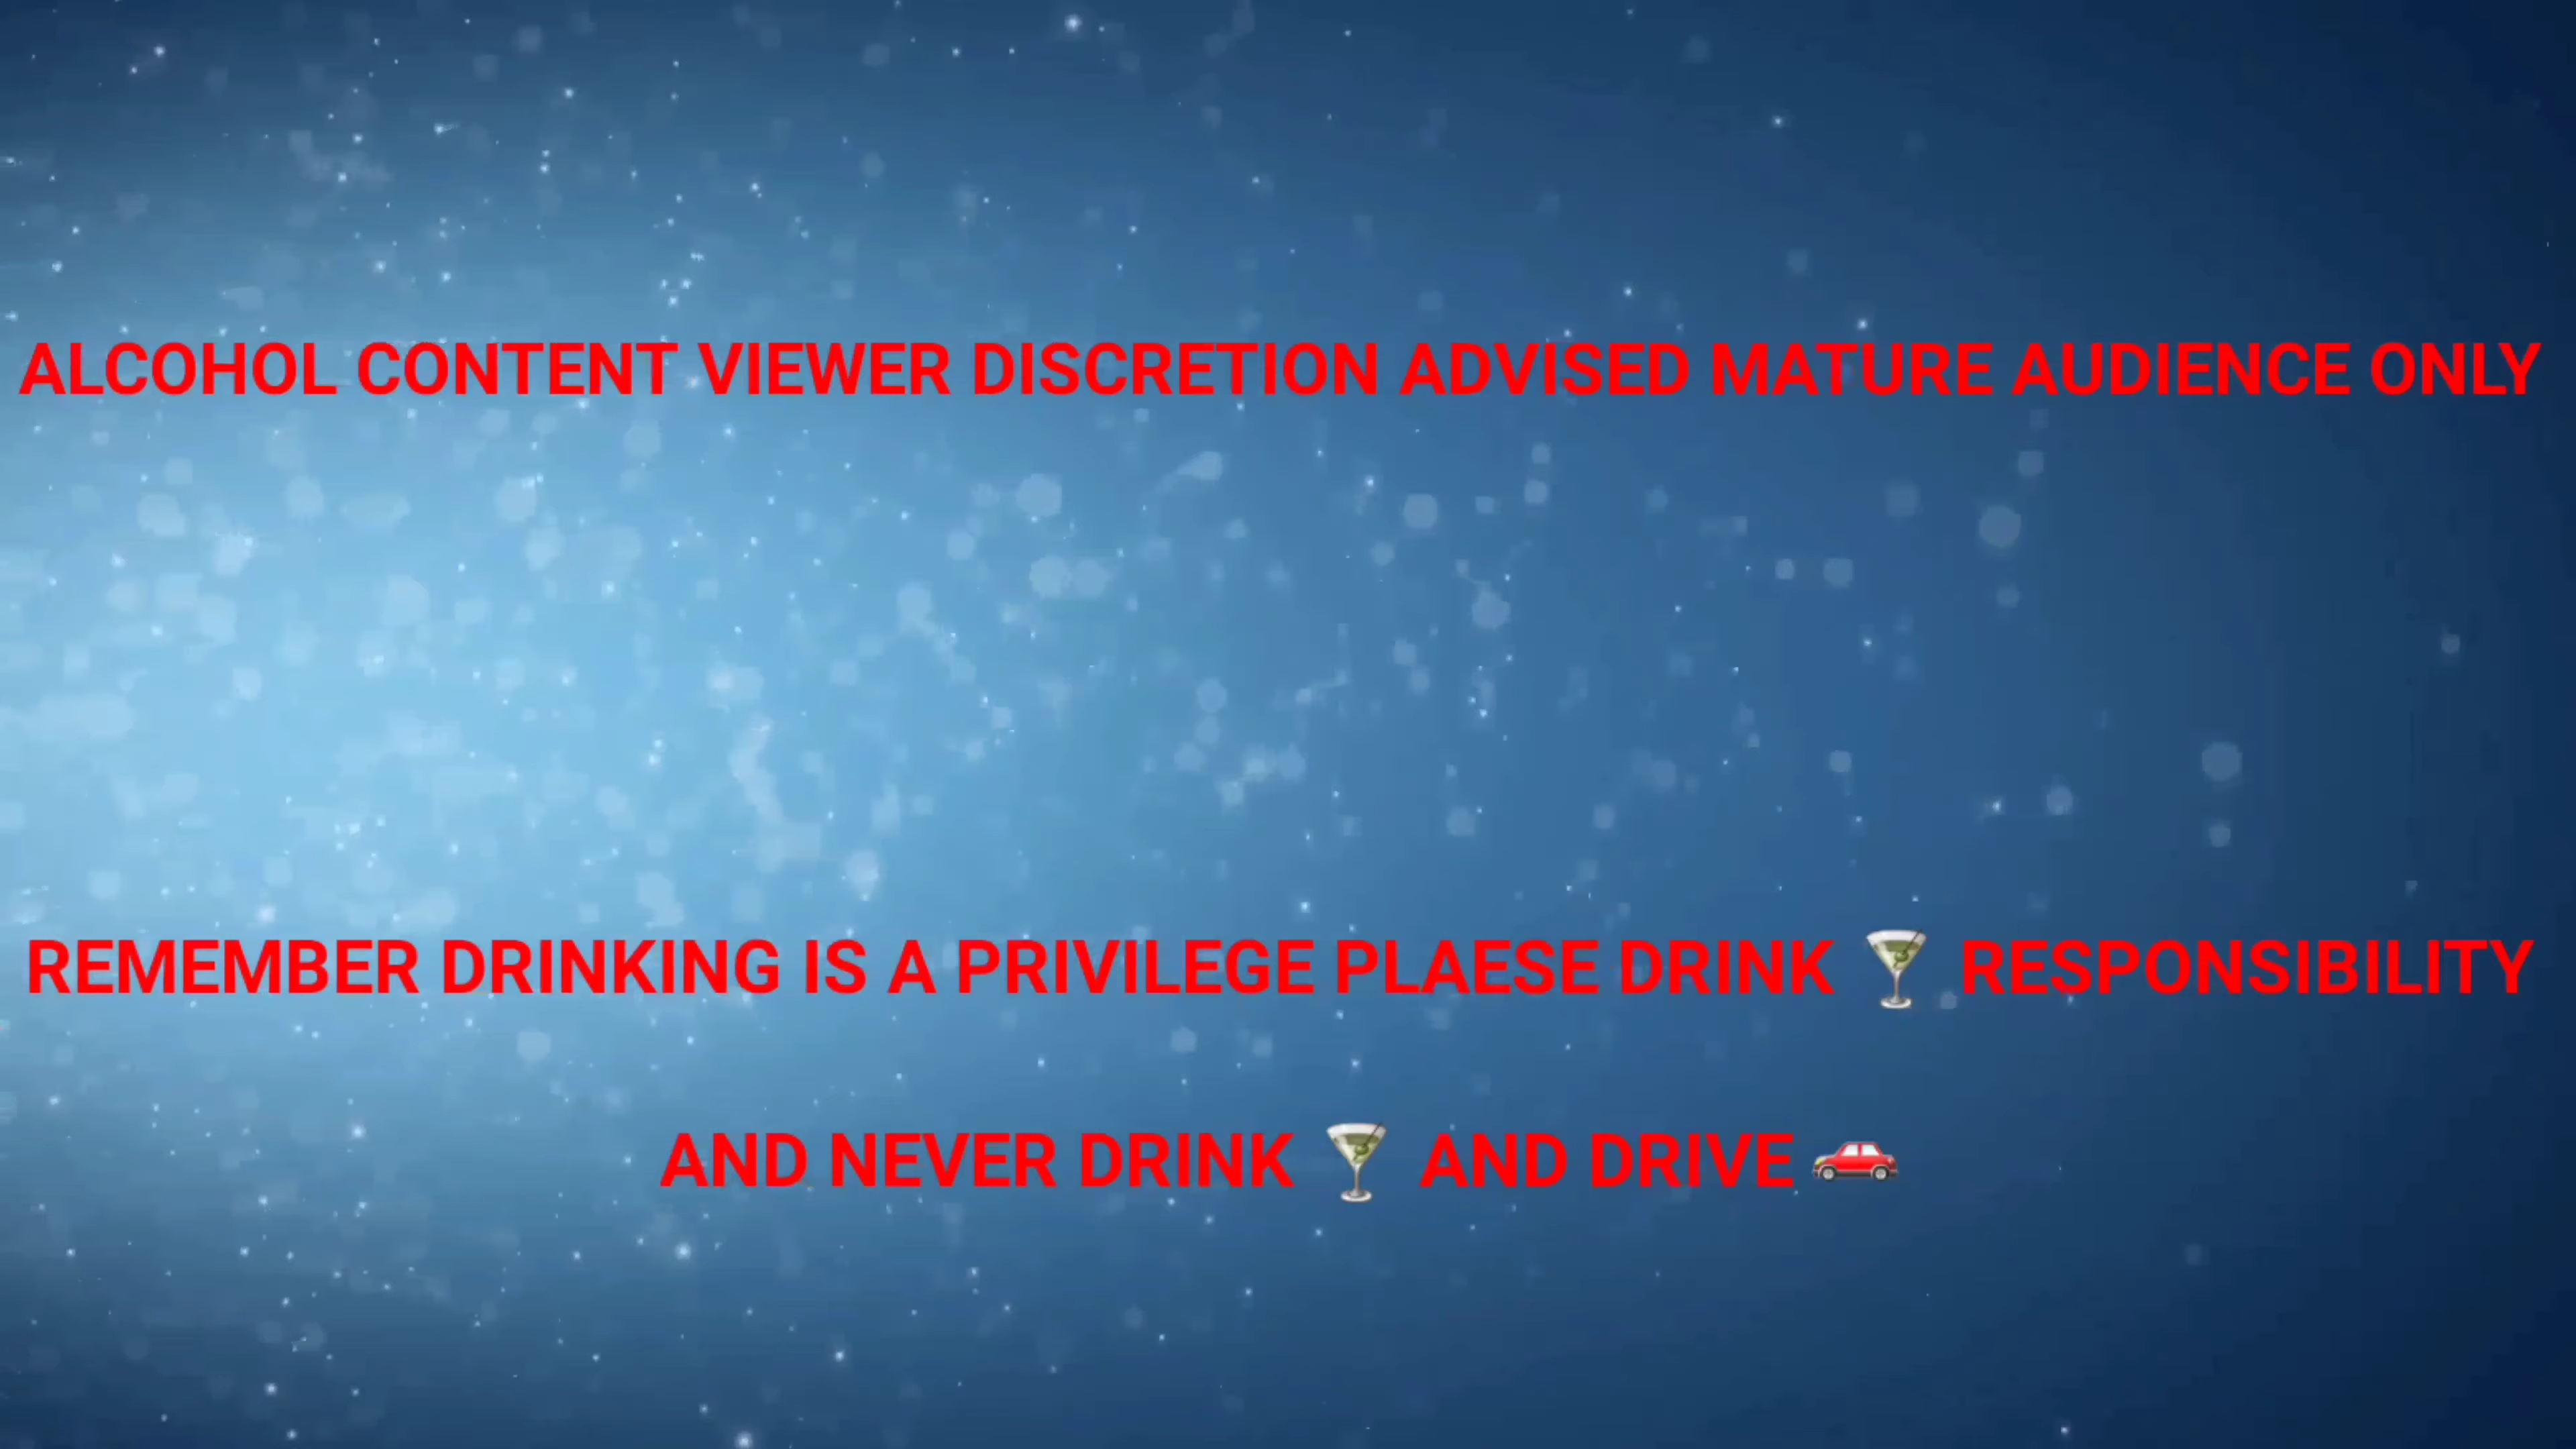 ALCOHOL CONTENT VIEWER DISCRETION ADVISED MATURE AUDIENCE ONLY
REMEMBER DRINKING IS A PRIVILEGE PLAESE DRINK 🍸 RESPONSIBILITY
AND NEVER DRINK 🍸 AND DRIVE 🚗